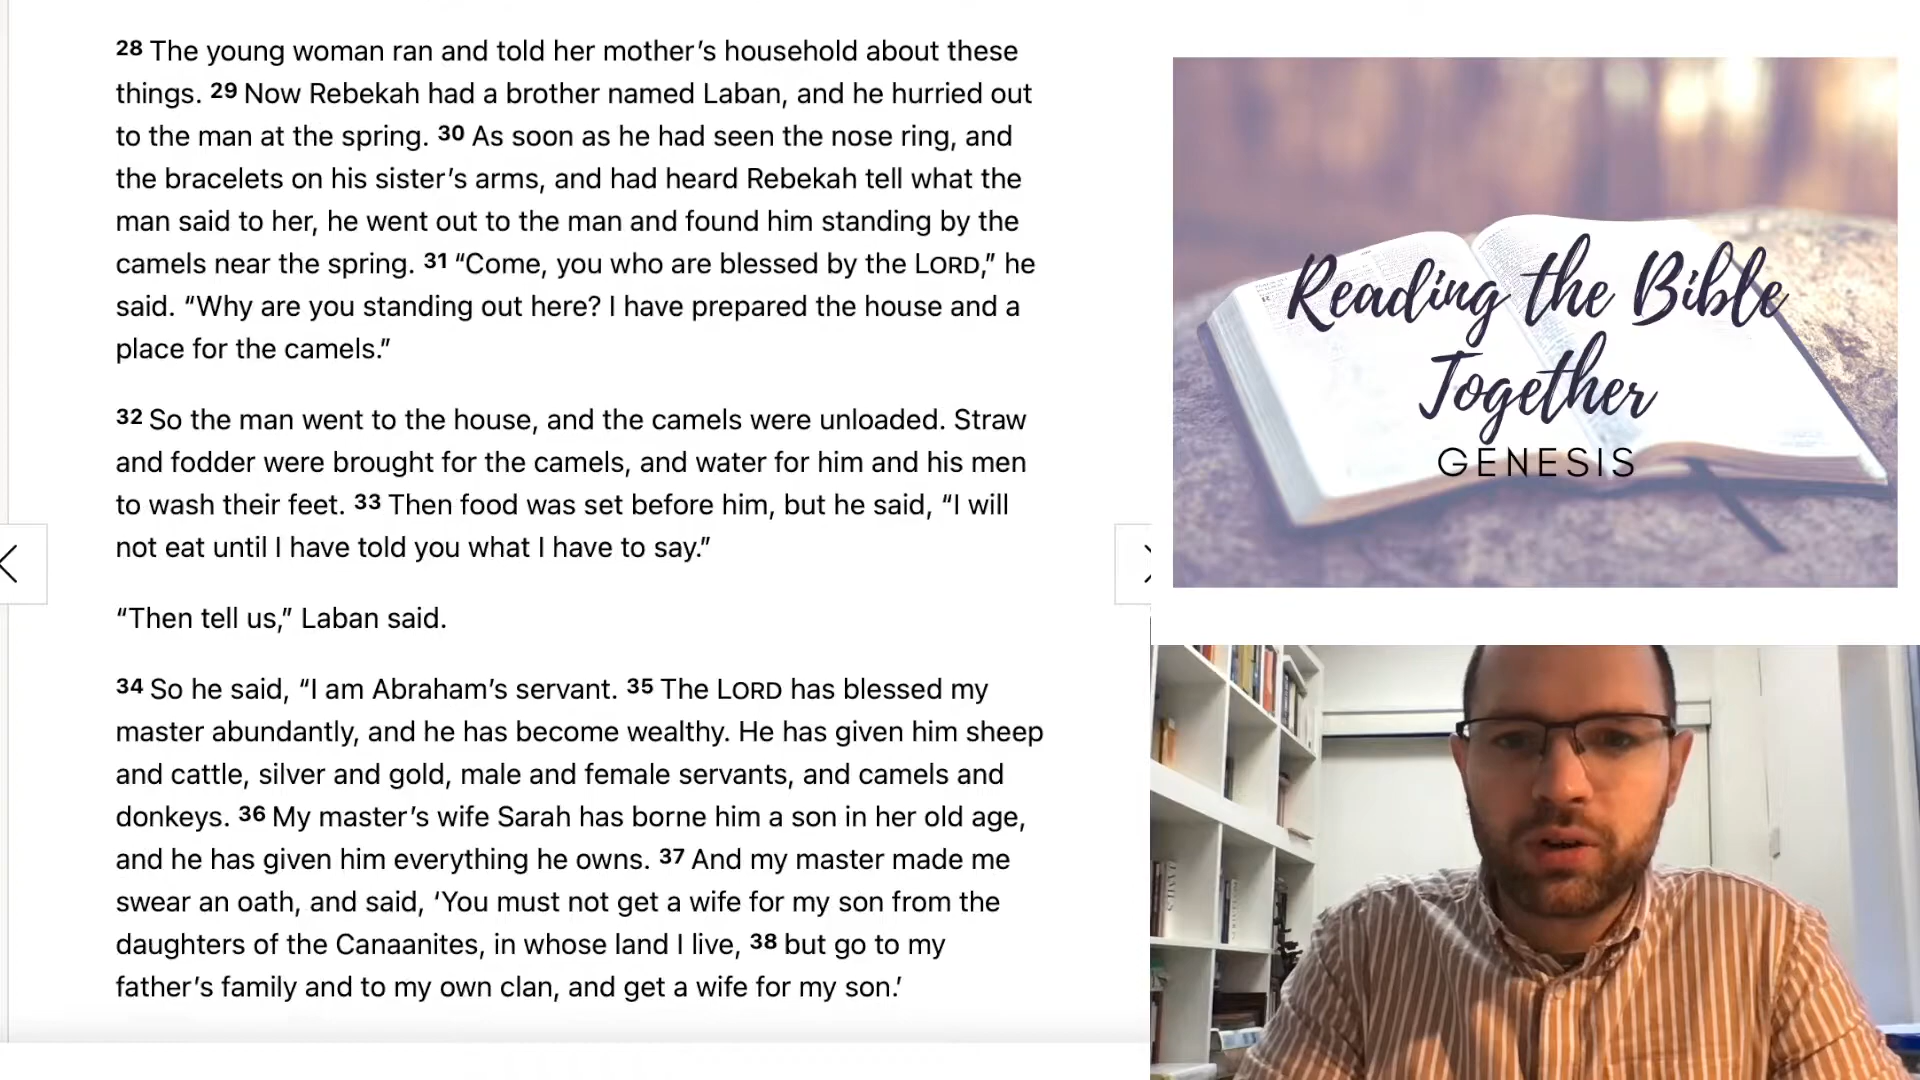 28 The young woman ran and told her mother’s household about these
things. 29 Now Rebekah had a brother named Laban, and he hurried out
to the man at the spring. 30 As soon as he had seen the nose ring, and
the bracelets on his sister’s arms, and had heard Rebekah tell what the
man said to her, he went out to the man and found him standing by the
camels near the spring. 31 “Come, you who are blessed by the LORD,” he
said. “Why are you standing out here? I have prepared the house and a
place for the camels.”
32 So the man went to the house, and the camels were unloaded. Straw
and fodder were brought for the camels, and water for him and his men
to wash their feet. 33 Then food was set before him, but he said, “I will
not eat until I have told you what I have to say.”
“Then tell us,” Laban said.
34 So he said, “I am Abraham’s servant. 35 The LORD has blessed my
master abundantly, and he has become wealthy. He has given him sheep
and cattle, silver and gold, male and female servants, and camels and
donkeys. 36 My master’s wife Sarah has borne him a son in her old age,
and he has given him everything he owns. 37 And my master made me
swear an oath, and said, ‘You must not get a wife for my son from the
daughters of the Canaanites, in whose land I live, 38 but go to my
father’s family and to my own clan, and get a wife for my son.’
Reading the Bible
Together
GENESIS